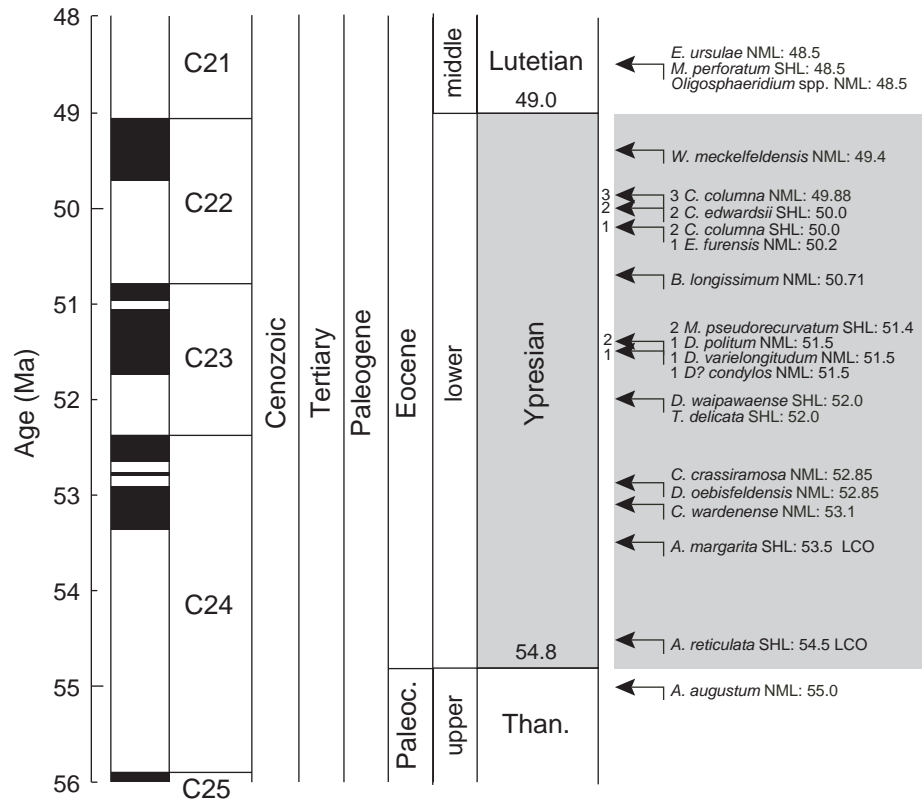 48
49
50
51
52
53
54
55
56
Age (Ma)
C21
C22
C23
C24
C25
Cenozoic
Tertiary
Paleogene
Eocene
Paleoc.
middle
lower
upper
Lutetian
49.0
Ypresian
54.8
Than.
E. ursulae NML: 48.5
M. perforatum SHL: 48.5
Oligosphaeridium spp. NML: 48.5
W. meckelfeldensis NML: 49.4
3
2
1
3 C. columna NML: 49.88
2 C. edwardsii SHL: 50.0
2 C. columna SHL: 50.0
1 E. furensis NML: 50.2
B. longissimum NML: 50.71
2
1
2 M. pseudorecurvatum SHL: 51.4
1 D. politum NML: 51.5
1 D. varielongitudum NML: 51.5
1 D? condylos NML: 51.5
D. waipawaense SHL: 52.0
T. delicata SHL: 52.0
C. crassiramosa NML: 52.85
D. oebisfeldensis NML: 52.85
C. wardenense NML: 53.1
A. margarita SHL: 53.5 LCO
A. reticulata SHL: 54.5 LCO
A. augustum NML: 55.0